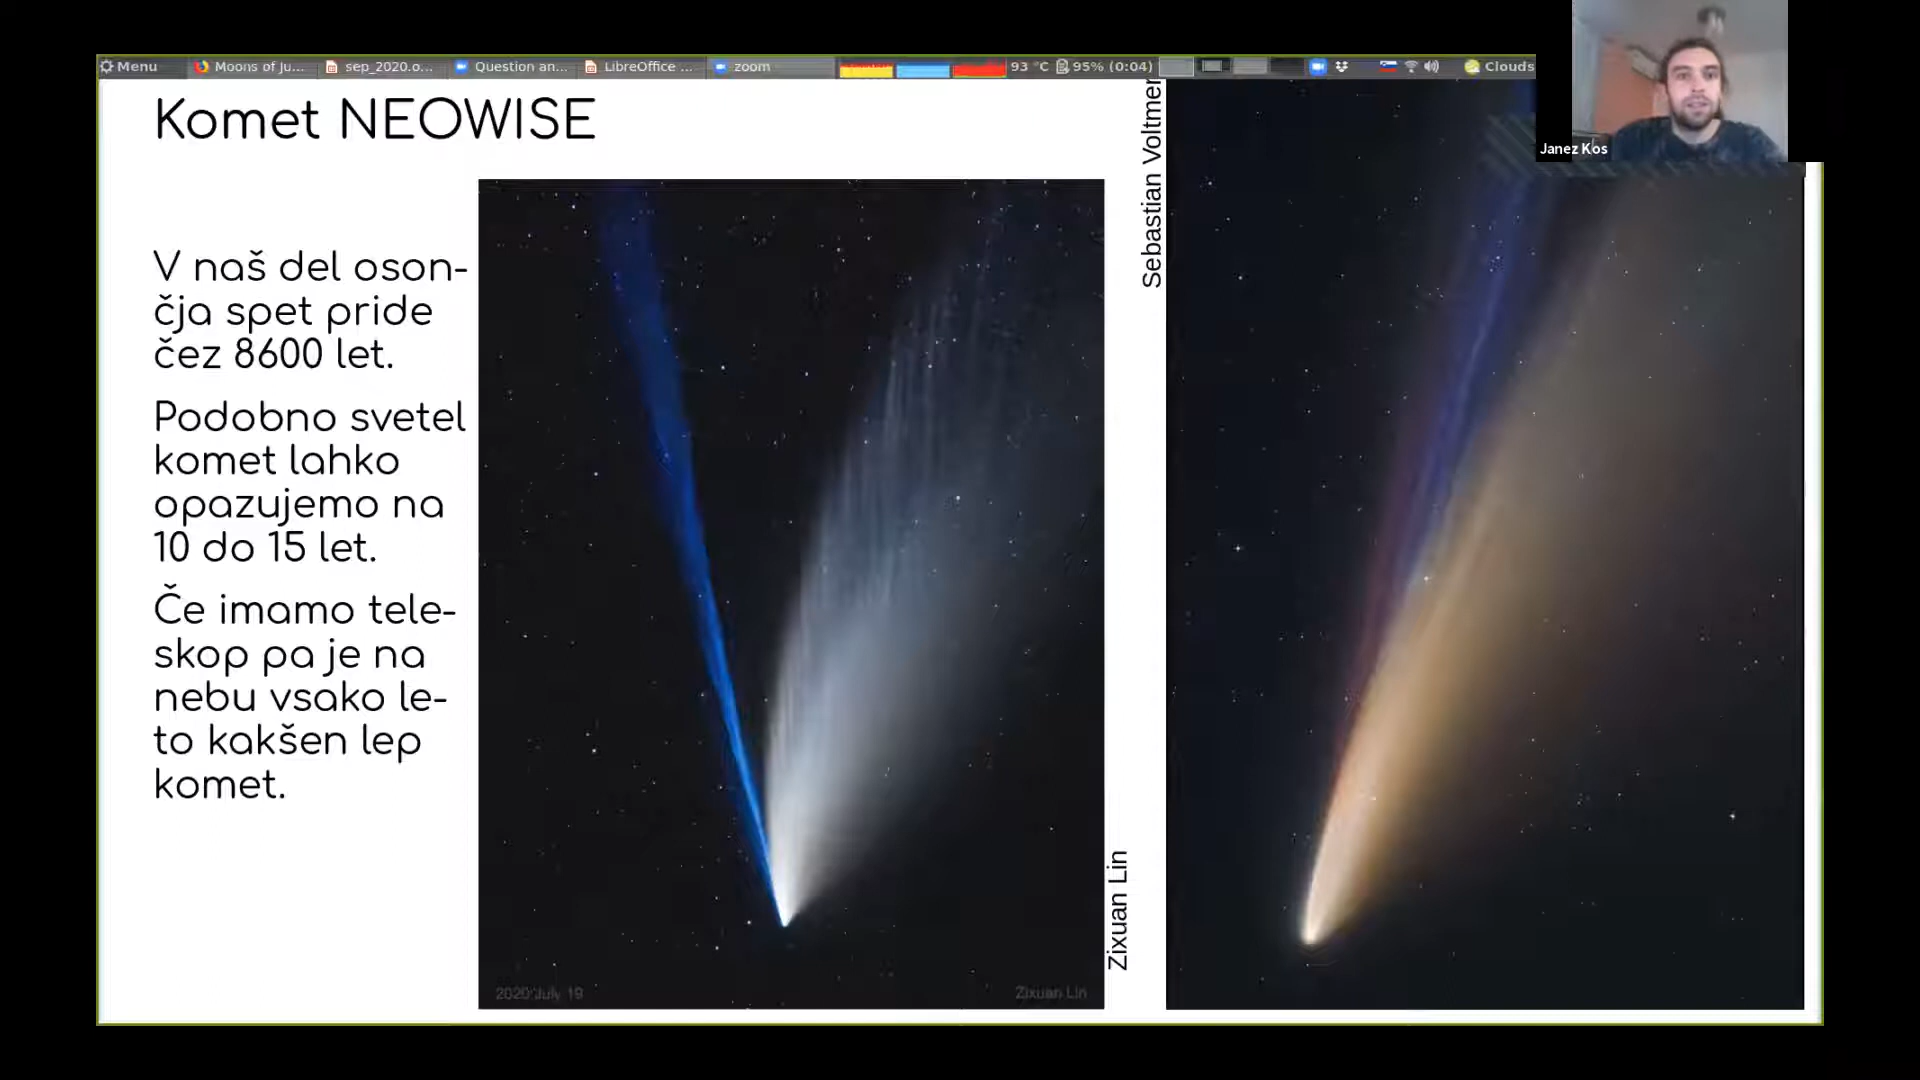 Menu
Moons of Ju...
sep_2020.o...
Question an...
LibreOffice ...
zoom
93 °C
95% (0:04)
Clouds
Janez Kos
Komet NEOWISE
V naš del oson-
čja spet pride
čez 8600 let.
Podobno svetel
komet lahko
opazujemo na
10 do 15 let.
Če imamo tele-
skop pa je na
nebu vsako le-
to kakšen lep
komet.
2020 July 19
Zixuan Lin
Zixuan Lin
Sebastian Voltmer